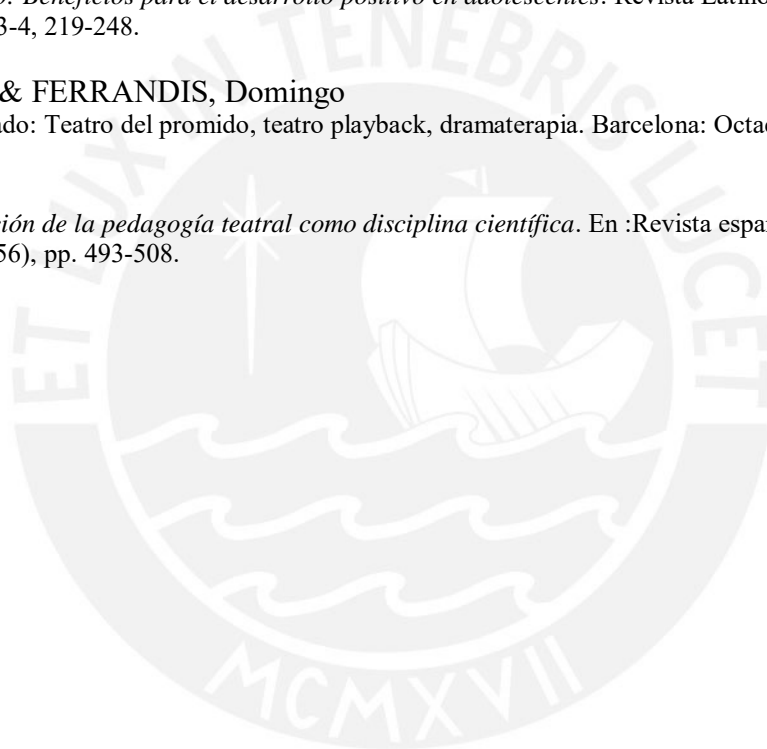 Beneficios para el desarrollo positivo en adolescentes. Revista Latino
3-4, 219-248.
& FERRANDIS, Domingo
ado: Teatro del promido, teatro playback, dramaterapia. Barcelona: Octae
ción de la pedagogía teatral como disciplina científica. En :Revista españ
56), pp. 493-508.
ET LUX IN TENEBRIS LUCET
MCMXVII